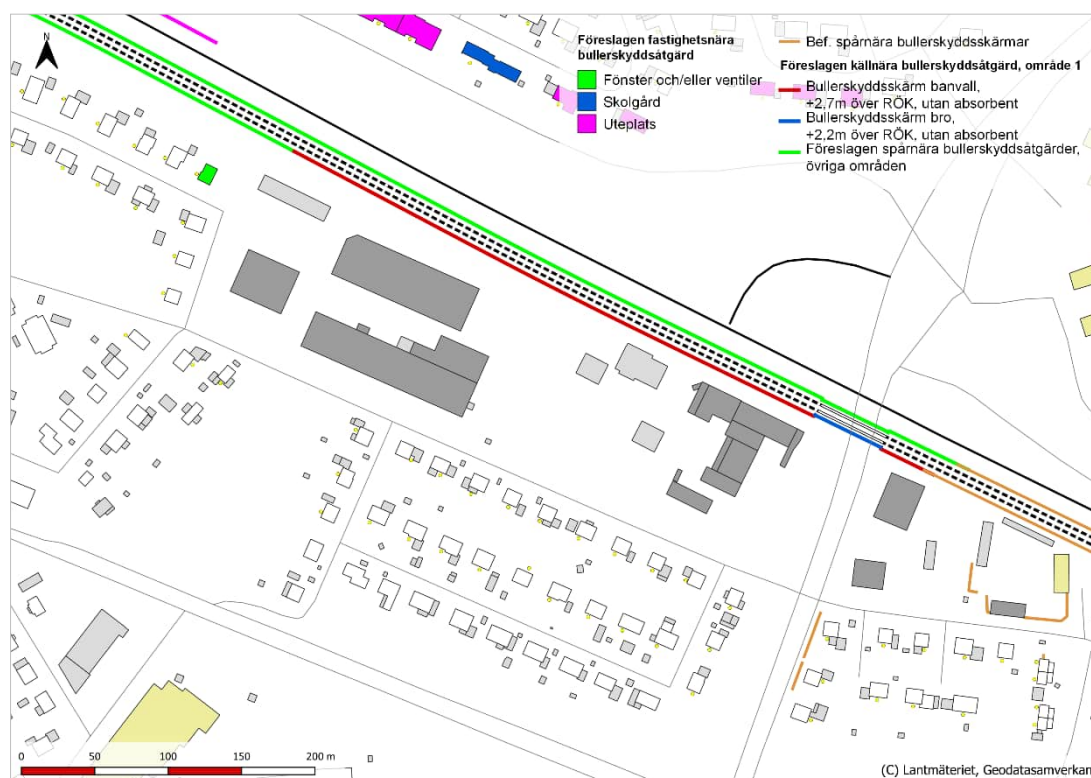 N
Föreslagen fastighetsnära
bullerskyddsåtgärd
Fönster och/eller ventiler
Skolgård
Uteplats
Bef. spårnära bullerskyddsskärmar
Föreslagen källnära bullerskyddsåtgärd, område 1
Bullerskyddsskärm banvall,
+2,7m över RÖK, utan absorbent
Bullerskyddsskärm bro,
+2,2m över RÖK, utan absorbent
Föreslagen spårnära bullerskyddsåtgärder,
övriga områden
0 50 100 150 200 m
(C) Lantmäteriet, Geodatasamverkan